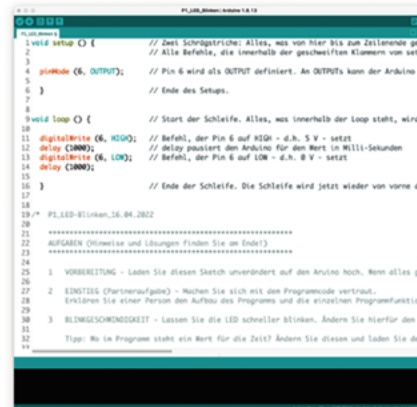 P1_LED_Blinken | Arduino 1.8.13
P1_LED_Blinken §
1 void setup () { // Zwei Schrägstriche: Alles, was von hier bis zum Zeilenende ge
2 // Alle Befehle, die innerhalb der geschweiften Klammern von set
3
4 pinMode (6, OUTPUT); // Pin 6 wird als OUTPUT definiert. An OUTPUTs kann der Arduino
5
6 } // Ende des Setups.
7
8
9 void loop () { // Start der Schleife. Alles, was innerhalb der Loop steht, wird
10
11 digitalWrite (6, HIGH); // Befehl, der Pin 6 auf HIGH - d.h. 5 V - setzt
12 delay (1000); // delay pausiert den Arduino für den Wert in Milli-Sekunden
13 digitalWrite (6, LOW); // Befehl, der Pin 6 auf LOW - d.h. 0 V - setzt
14 delay (1000);
15
16 } // Ende der Schleife. Die Schleife wird jetzt wieder von vorne a
17
18
19 /* P1_LED-Blinken_16.04.2022
20
21 ********************************************************
22 AUFGABEN (Hinweise und Lösungen finden Sie am Ende!)
23 ********************************************************
24
25 1 VORBEREITUNG - Laden Sie diesen Sketch unverändert auf den Aruino hoch. Wenn alles g
26
27 2 EINSTIEG (Partneraufgabe) - Machen Sie sich mit dem Programmcode vertraut.
28 Erklären Sie einer Person den Aufbau des Programms und die einzelnen Programmfunktio
29
30 3 BLINKGESCHWINDIGKEIT - Lassen Sie die LED schneller blinken. Ändern Sie hierfür den
31
32 Tipp: Wo im Programm steht ein Wert für die Zeit? Ändern Sie diesen und laden Sie de
33